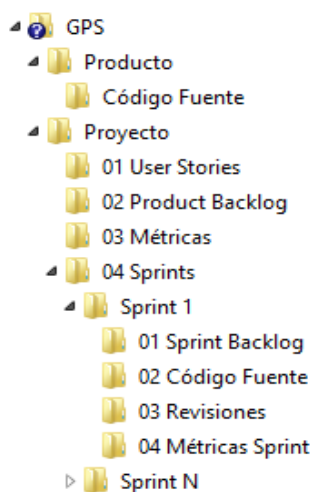 GPS
Producto
Código Fuente
Proyecto
01 User Stories
02 Product Backlog
03 Métricas
04 Sprints
Sprint 1
01 Sprint Backlog
02 Código Fuente
03 Revisiones
04 Métricas Sprint
Sprint N